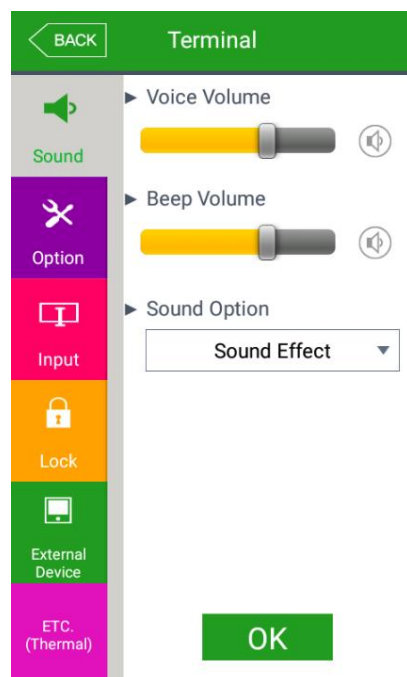 BACK
Terminal
Sound
Option
Input
Lock
External
Device
ETC.
(Thermal)
Voice Volume
Beep Volume
Sound Option
Sound Effect
OK